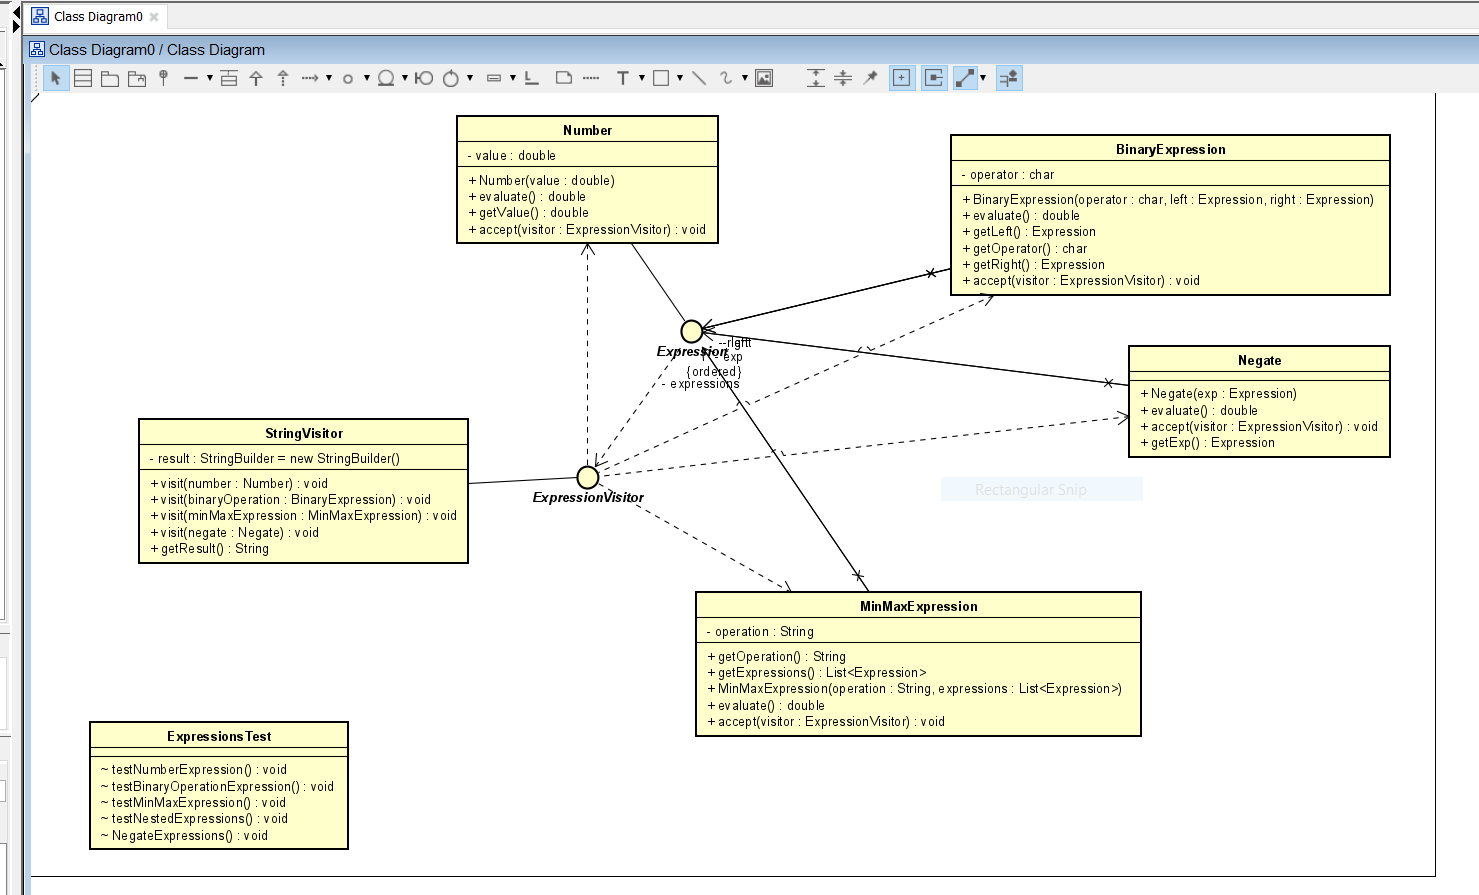 Class Diagram0
Class Diagram0 / Class Diagram
T
Number
- value : double
+ Number(value : double)
+ evaluate() : double
+ getValue() : double
+ accept(visitor : ExpressionVisitor) : void
BinaryExpression
- operator : char
+ BinaryExpression(operator : char, left : Expression, right : Expression)
+ evaluate() : double
+ getLeft() : Expression
+ getOperator() : char
+ getRight() : Expression
+ accept(visitor : ExpressionVisitor) : void
Expression
- exp
{ordered}
- expressions
Negate
+ Negate(exp : Expression)
+ evaluate() : double
+ accept(visitor : ExpressionVisitor) : void
+ getExp() : Expression
StringVisitor
- result : StringBuilder = new StringBuilder()
+ visit(number : Number) : void
+ visit(binaryOperation : BinaryExpression) : void
+ visit(minMaxExpression : MinMaxExpression) : void
+ visit(negate : Negate) : void
+ getResult() : String
ExpressionVisitor
Rectangular Snip
MinMaxExpression
- operation : String
+ getOperation() : String
+ getExpressions() : List<Expression>
+ MinMaxExpression(operation : String, expressions : List<Expression>)
+ evaluate() : double
+ accept(visitor : ExpressionVisitor) : void
ExpressionsTest
~ testNumberExpression() : void
~ testBinaryOperationExpression() : void
~ testMinMaxExpression() : void
~ testNestedExpressions() : void
~ NegateExpressions() : void